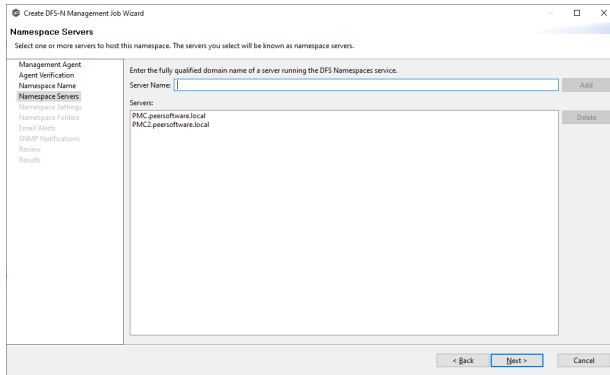 Create DFS-N Management Job Wizard
Namespace Servers
Select one or more servers to host this namespace. The servers you select will be known as namespace servers.
Management Agent
Agent Verification
Namespace Name
Namespace Servers
Namespace Settings
Namespace Folders
Email Alerts
SNMP Notifications
Review
Results
Enter the fully qualified domain name of a server running the DFS Namespaces service.
Server Name:
Add
Servers:
PMC.peersoftware.local
PMC2.peersoftware.local
Delete
< Back
Next >
Cancel